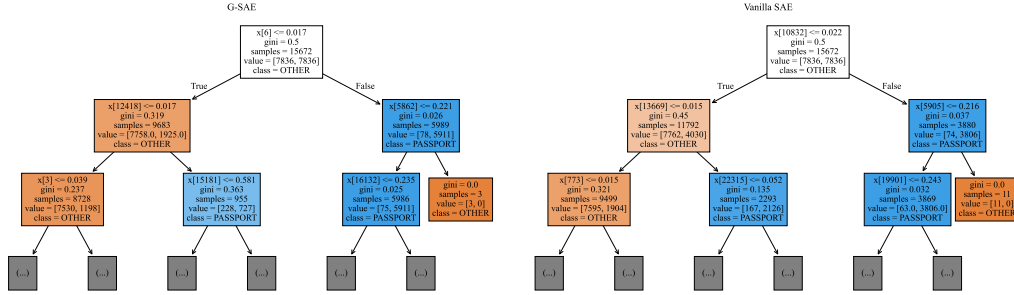 G-SAE
x[6] <= 0.017
gini = 0.5
samples = 15672
value = [7836, 7836]
class = OTHER
True
False
x[12418] <= 0.017
gini = 0.319
samples = 9683
value = [7758.0, 1925.0]
class = OTHER
x[5862] <= 0.221
gini = 0.026
samples = 5989
value = [78, 5911]
class = PASSPORT
x[3] <= 0.039
gini = 0.237
samples = 8728
value = [7530, 1198]
class = OTHER
x[15181] <= 0.581
gini = 0.363
samples = 955
value = [228, 727]
class = PASSPORT
x[16132] <= 0.235
gini = 0.025
samples = 5986
value = [75, 5911]
class = PASSPORT
gini = 0.0
samples = 3
value = [3, 0]
class = OTHER
(...)
(...)
(...)
(...)
(...)
(...)
Vanilla SAE
x[10832] <= 0.022
gini = 0.5
samples = 15672
value = [7836, 7836]
class = OTHER
True
False
x[13669] <= 0.015
gini = 0.45
samples = 11792
value = [7762, 4030]
class = OTHER
x[5905] <= 0.216
gini = 0.037
samples = 3880
value = [74, 3806]
class = PASSPORT
x[773] <= 0.015
gini = 0.321
samples = 9499
value = [7595, 1904]
class = OTHER
x[22315] <= 0.052
gini = 0.135
samples = 2293
value = [167, 2126]
class = PASSPORT
x[19901] <= 0.243
gini = 0.032
samples = 3869
value = [63.0, 3806.0]
class = PASSPORT
gini = 0.0
samples = 11
value = [11, 0]
class = OTHER
(...)
(...)
(...)
(...)
(...)
(...)